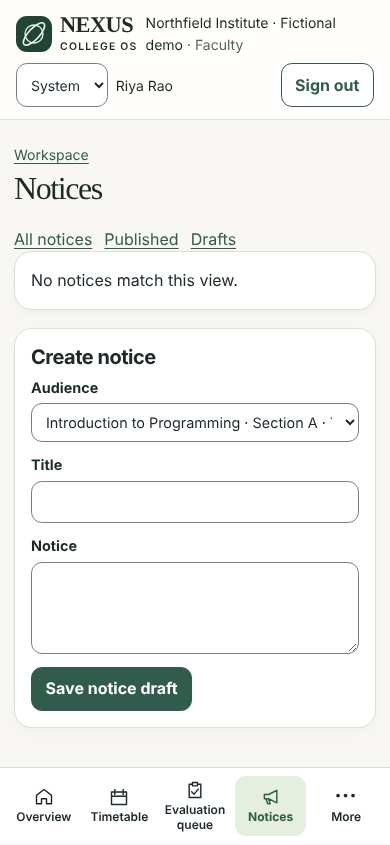 NEXUS
COLLEGE OS
Northfield Institute · Fictional
demo · Faculty
System
Riya Rao
Sign out
Workspace
Notices
All notices Published Drafts
No notices match this view.
Create notice
Audience
Introduction to Programming · Section A ·
Title
Notice
Save notice draft
Overview
Timetable
Evaluation
queue
Notices
More